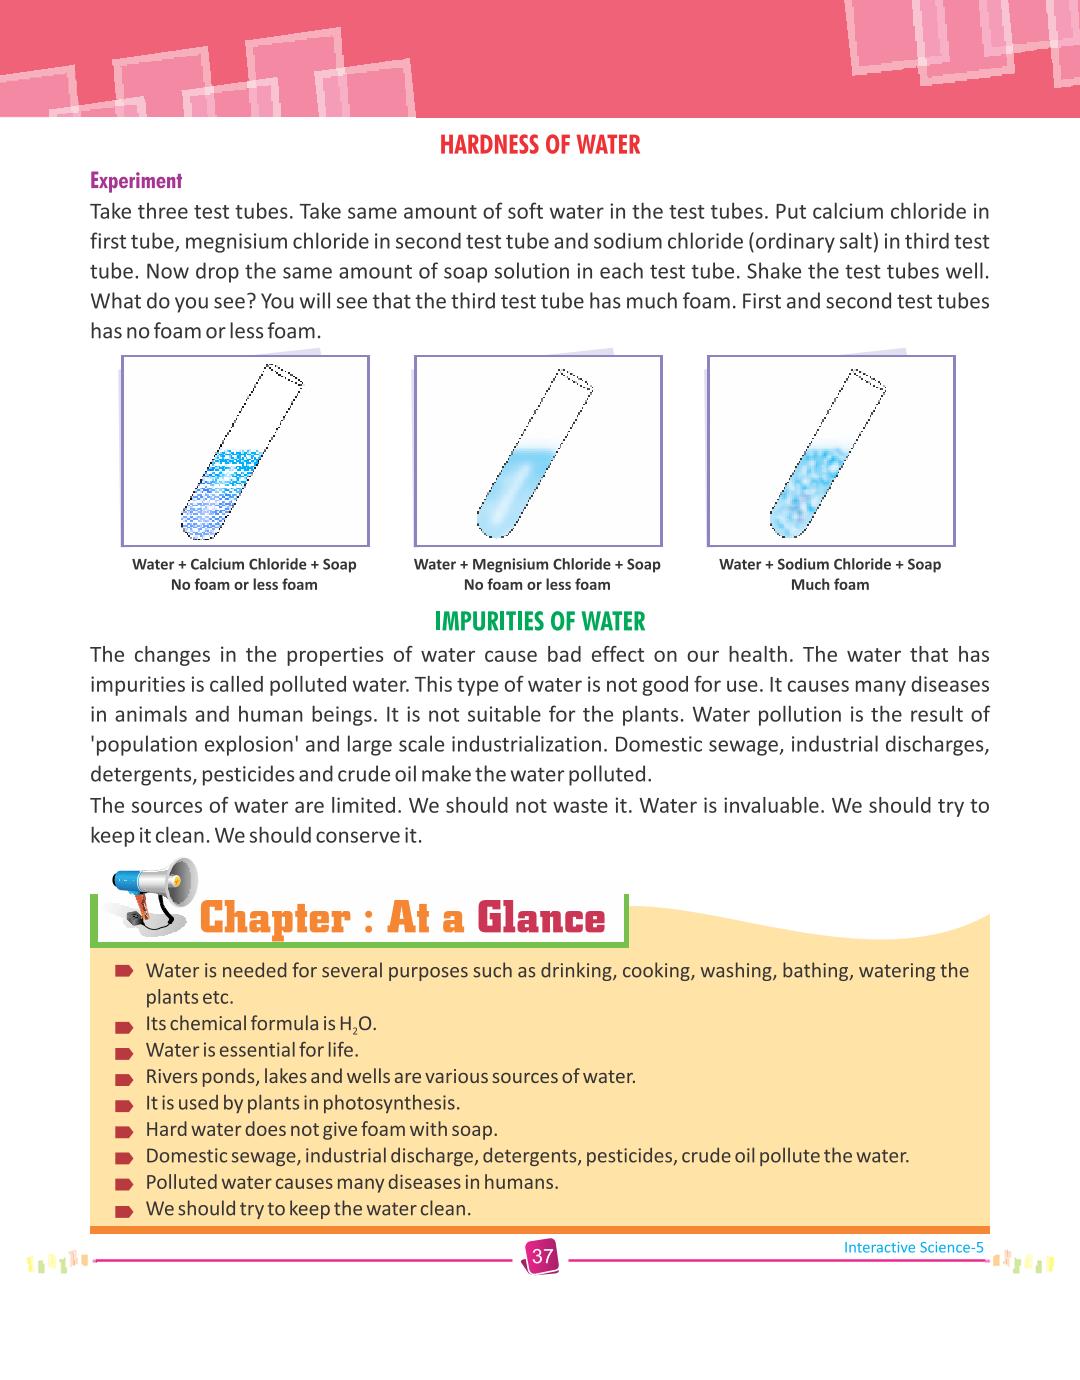 HARDNESS OF WATER
Experiment
Take three test tubes. Take same amount of soft water in the test tubes. Put calcium chloride in
first tube, megnisium chloride in second test tube and sodium chloride (ordinary salt) in third test
tube. Now drop the same amount of soap solution in each test tube. Shake the test tubes well.
What do you see? You will see that the third test tube has much foam. First and second test tubes
has no foam or less foam.
Water + Calcium Chloride + Soap
No foam or less foam
Water + Megnisium Chloride + Soap
No foam or less foam
Water + Sodium Chloride + Soap
Much foam
IMPURITIES OF WATER
The changes in the properties of water cause bad effect on our health. The water that has
impurities is called polluted water. This type of water is not good for use. It causes many diseases
in animals and human beings. It is not suitable for the plants. Water pollution is the result of
'population explosion' and large scale industrialization. Domestic sewage, industrial discharges,
detergents, pesticides and crude oil make the water polluted.
The sources of water are limited. We should not waste it. Water is invaluable. We should try to
keep it clean. We should conserve it.
Chapter : At a Glance
Water is needed for several purposes such as drinking, cooking, washing, bathing, watering the
plants etc.
Its chemical formula is H₂O.
Water is essential for life.
Rivers ponds, lakes and wells are various sources of water.
It is used by plants in photosynthesis.
Hard water does not give foam with soap.
Domestic sewage, industrial discharge, detergents, pesticides, crude oil pollute the water.
Polluted water causes many diseases in humans.
We should try to keep the water clean.
Interactive Science-5
37